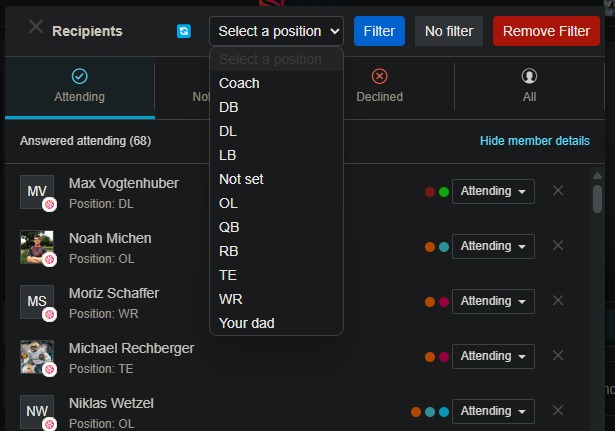 Recipients
Select a position
Filter
No filter
Remove Filter
Select a position
Coach
DB
DL
LB
Not set
OL
QB
RB
TE
WR
Your dad
Attending
Not
Declined
All
Answered attending (68)
Hide member details
MV
Max Vogtenhuber
Position: DL
Attending
Noah Michen
Position: OL
Attending
MS
Moriz Schaffer
Position: WR
Attending
Michael Rechberger
Position: TE
Attending
NW
Niklas Wetzel
Position: OL
Attending